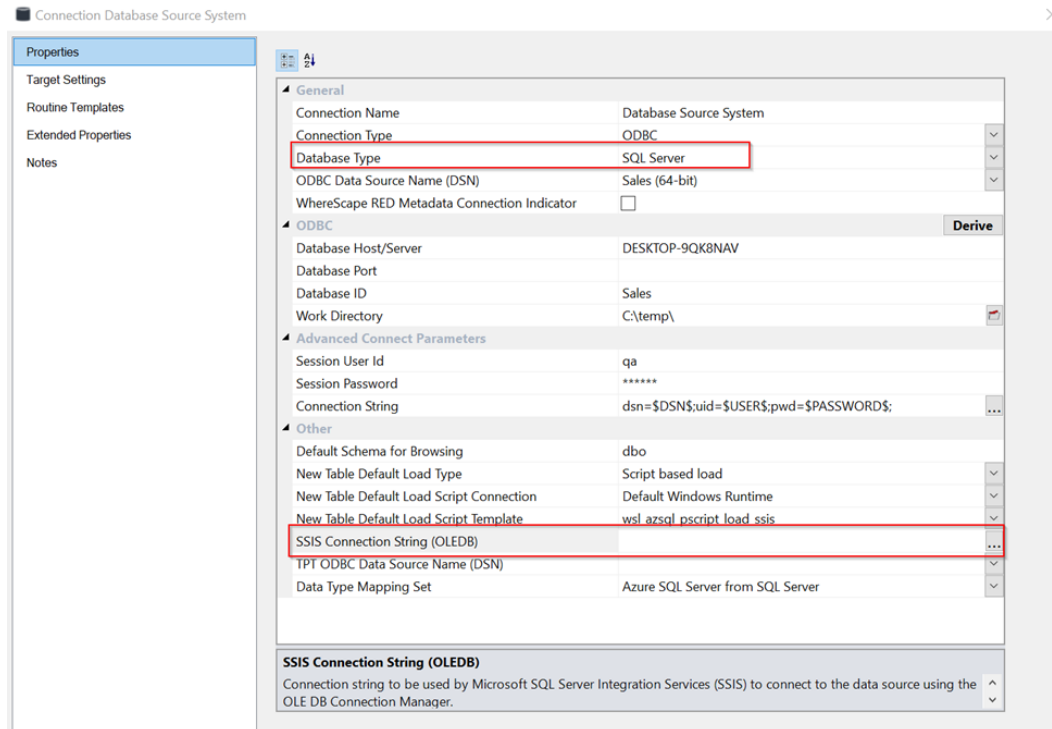 Connection Database Source System
Properties
Target Settings
Routine Templates
Extended Properties
Notes
General
Connection Name Database Source System
Connection Type ODBC
Database Type SQL Server
ODBC Data Source Name (DSN) Sales (64-bit)
WhereScape RED Metadata Connection Indicator
ODBC Derive
Database Host/Server DESKTOP-9QK8NAV
Database Port
Database ID Sales
Work Directory C:\temp\
Advanced Connect Parameters
Session User Id qa
Session Password ******
Connection String dsn=$DSN$;uid=$USER$;pwd=$PASSWORD$; ...
Other
Default Schema for Browsing dbo
New Table Default Load Type Script based load
New Table Default Load Script Connection Default Windows Runtime
New Table Default Load Script Template wsl_azsql_pscript_load_ssis
SSIS Connection String (OLEDB) ...
TPT ODBC Data Source Name (DSN)
Data Type Mapping Set Azure SQL Server from SQL Server
SSIS Connection String (OLEDB)
Connection string to be used by Microsoft SQL Server Integration Services (SSIS) to connect to the data source using the
OLE DB Connection Manager.